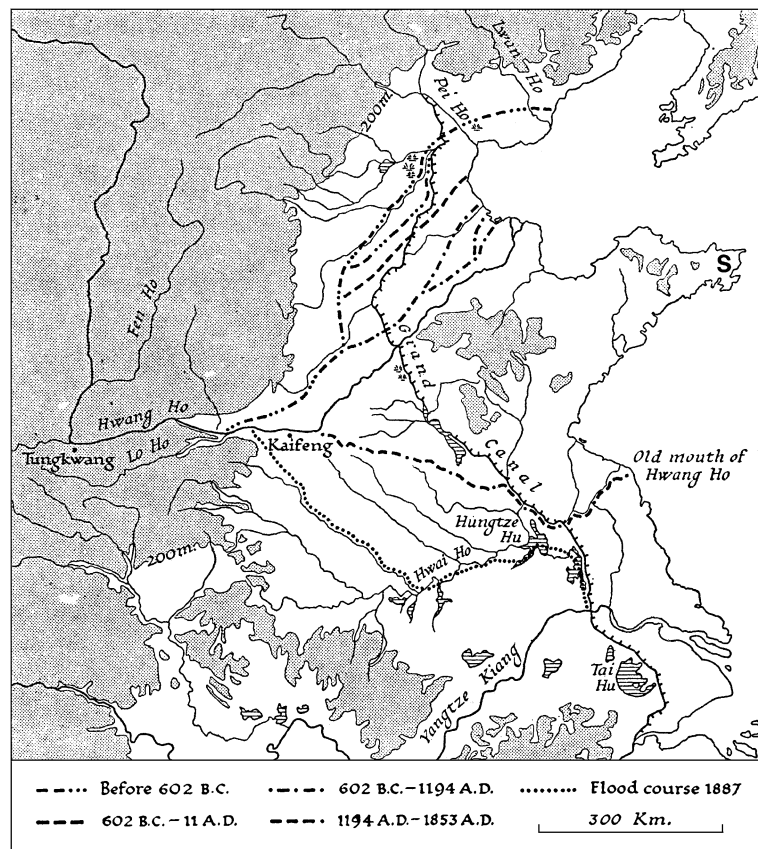 Lwun Ho
Pei Ho
200m.
Fen Ho
S
Grand
Canal
Hwang Ho
Tungkwang
Lo Ho
Kaifeng
Old mouth of
Hwang Ho
Hungtze
Hu
Hwai Ho
200m.
Yangtze Kiang
Tai
Hu
Before 602 B.C. 602 B.C.–1194 A.D. Flood course 1887
602 B.C.–11 A.D. 1194 A.D.–1853 A.D. 300 Km.